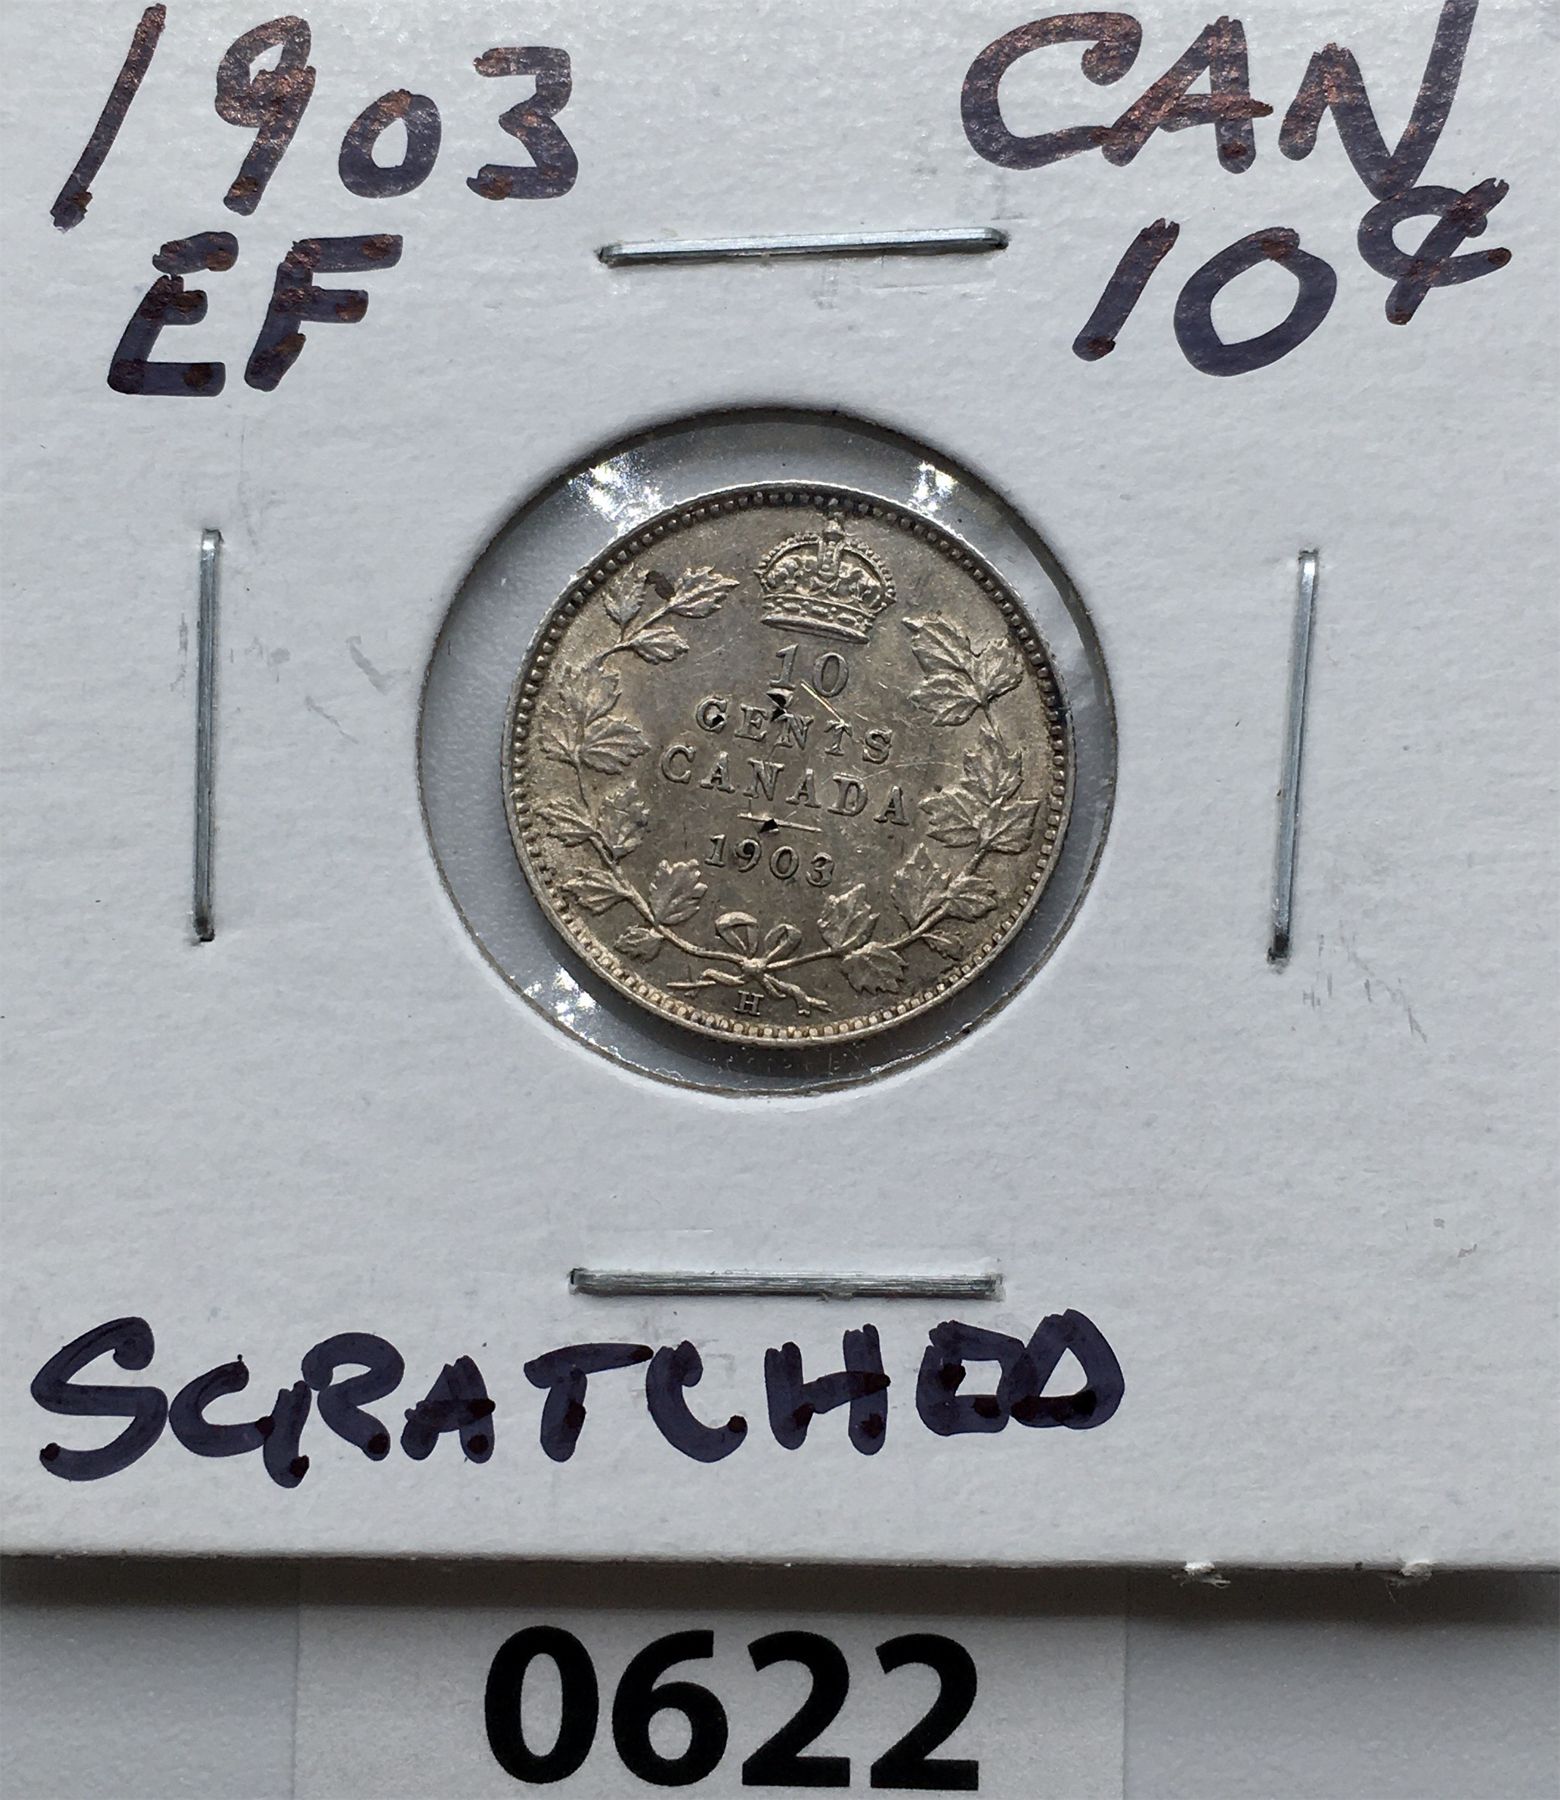 1903 CAN
EF 10¢
10
CENTS
CANADA
1903
H
SCRATCHED
0622